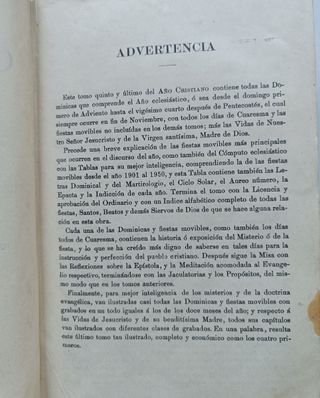 ADVERTENCIA
Este tomo quinto y último del Año Cristiano contiene todas las Do-
minicas que comprende el Año eclesiástico, ó sea desde el domingo pri-
mero de Adviento hasta el vigésimo cuarto después de Pentecostés, el cual
siempre ocurre en fin de Noviembre, con todos los días de Cuaresma y las
fiestas movibles no incluídas en los demás tomos; más las Vidas de Nues-
tro Señor Jesucristo y de la Virgen santísima, Madre de Dios.
Precede una breve explicación de las fiestas movibles más principales
que ocurren en el discurso del año, como también del Cómputo eclesiástico
con las Tablas para su mejor inteligencia, comprendiendo la de las fiestas
movibles desde el año 1901 al 1950, y esta Tabla contiene también las Le-
tras Dominical y del Martirologio, el Ciclo Solar, el Aureo número, la
Epacta y la Indicción de cada año. Termina el tomo con la Licencia y
aprobación del Ordinario y con un Indice alfabético completo de todas las
fiestas, Santos, Beatos y demás Siervos de Dios de que se hace alguna rela-
ción en esta obra.
Cada una de las Dominicas y fiestas movibles, como también los días
todos de Cuaresma, contienen la historia ó exposición del Misterio ó de la
fiesta, y lo que se ha creído más digno de saberse en tales días para la
instrucción y perfección del pueblo cristiano. Después sigue la Misa con
las Reflexiones sobre la Epístola, y la Meditación acomodada al Evange-
lio respectivo, terminándose con las Jacolatorias y los Propósitos, del mis-
mo modo que en los tomos anteriores.
Finalmente, para mejor inteligencia de los misterios y de la doctrina
evangélica, van ilustradas casi todas las Dominicas y fiestas movibles con
grabados en un todo iguales á los de los doce meses del año; y respecto á
las Vidas de Jesucristo y de su benditísima Madre, todos sus capítulos
van ilustrados con diferentes clases de grabados. En una palabra, resulta
este último tomo tan ilustrado, completo y económico como los cuatro pri-
meros.